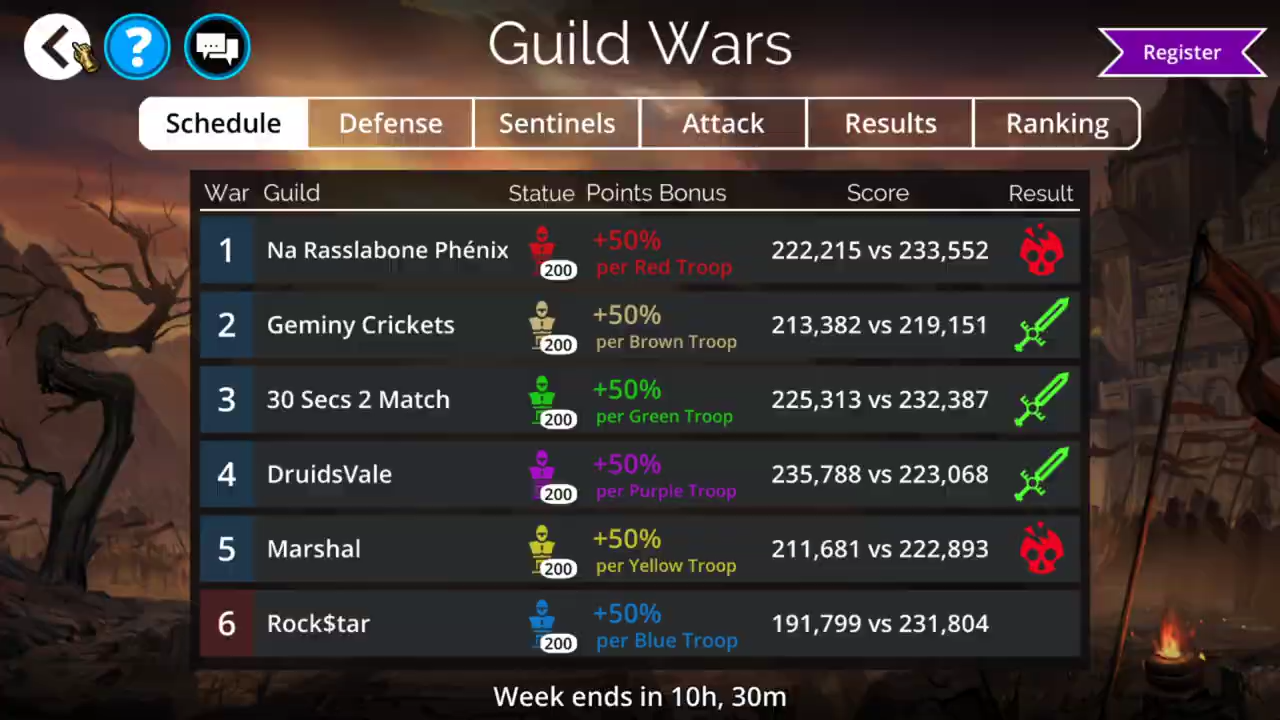 ?
Guild Wars
Register
Schedule Defense Sentinels Attack Results Ranking
War Guild Statue Points Bonus Score Result
1 Na Rasslabone Phénix 200 +50% per Red Troop 222,215 vs 233,552
2 Geminy Crickets 200 +50% per Brown Troop 213,382 vs 219,151
3 30 Secs 2 Match 200 +50% per Green Troop 225,313 vs 232,387
4 DruidsVale 200 +50% per Purple Troop 235,788 vs 223,068
5 Marshal 200 +50% per Yellow Troop 211,681 vs 222,893
6 Rock$tar 200 +50% per Blue Troop 191,799 vs 231,804
Week ends in 10h, 30m